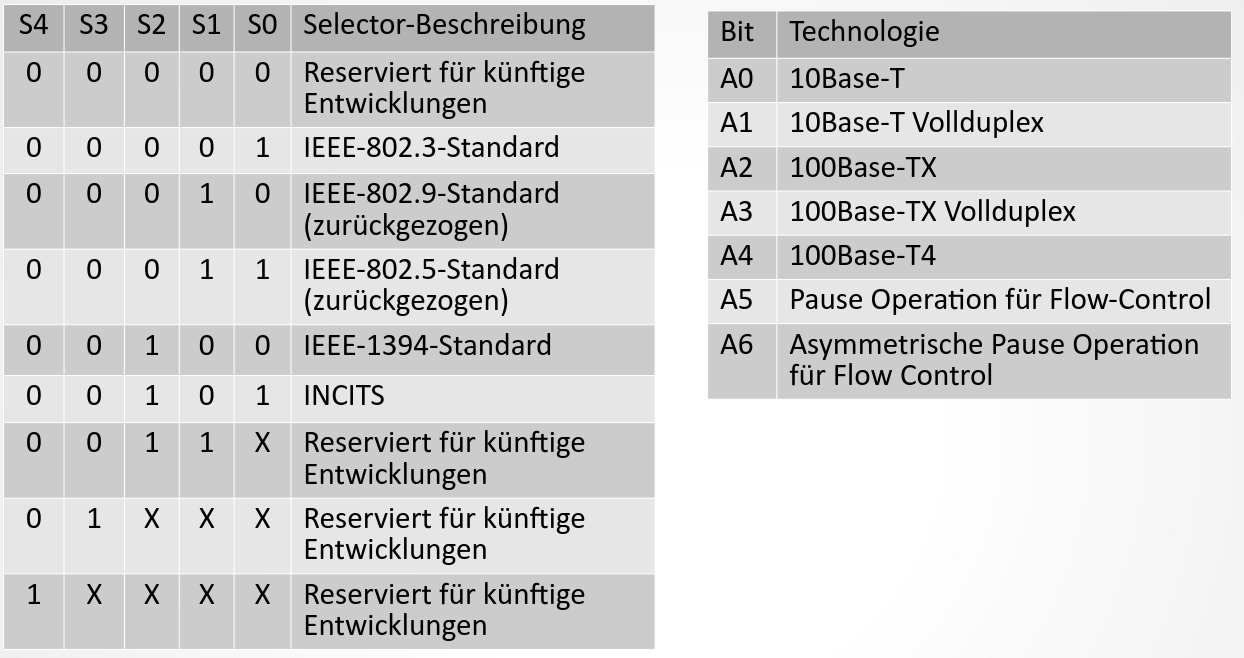 S4 S3 S2 S1 S0 Selector-Beschreibung
0 0 0 0 0 Reserviert für künftige
Entwicklungen
0 0 0 0 1 IEEE-802.3-Standard
0 0 0 1 0 IEEE-802.9-Standard
(zurückgezogen)
0 0 0 1 1 IEEE-802.5-Standard
(zurückgezogen)
0 0 1 0 0 IEEE-1394-Standard
0 0 1 0 1 INCITS
0 0 1 1 X Reserviert für künftige
Entwicklungen
0 1 X X X Reserviert für künftige
Entwicklungen
1 X X X X Reserviert für künftige
Entwicklungen
Bit Technologie
A0 10Base-T
A1 10Base-T Vollduplex
A2 100Base-TX
A3 100Base-TX Vollduplex
A4 100Base-T4
A5 Pause Operation für Flow-Control
A6 Asymmetrische Pause Operation
für Flow Control